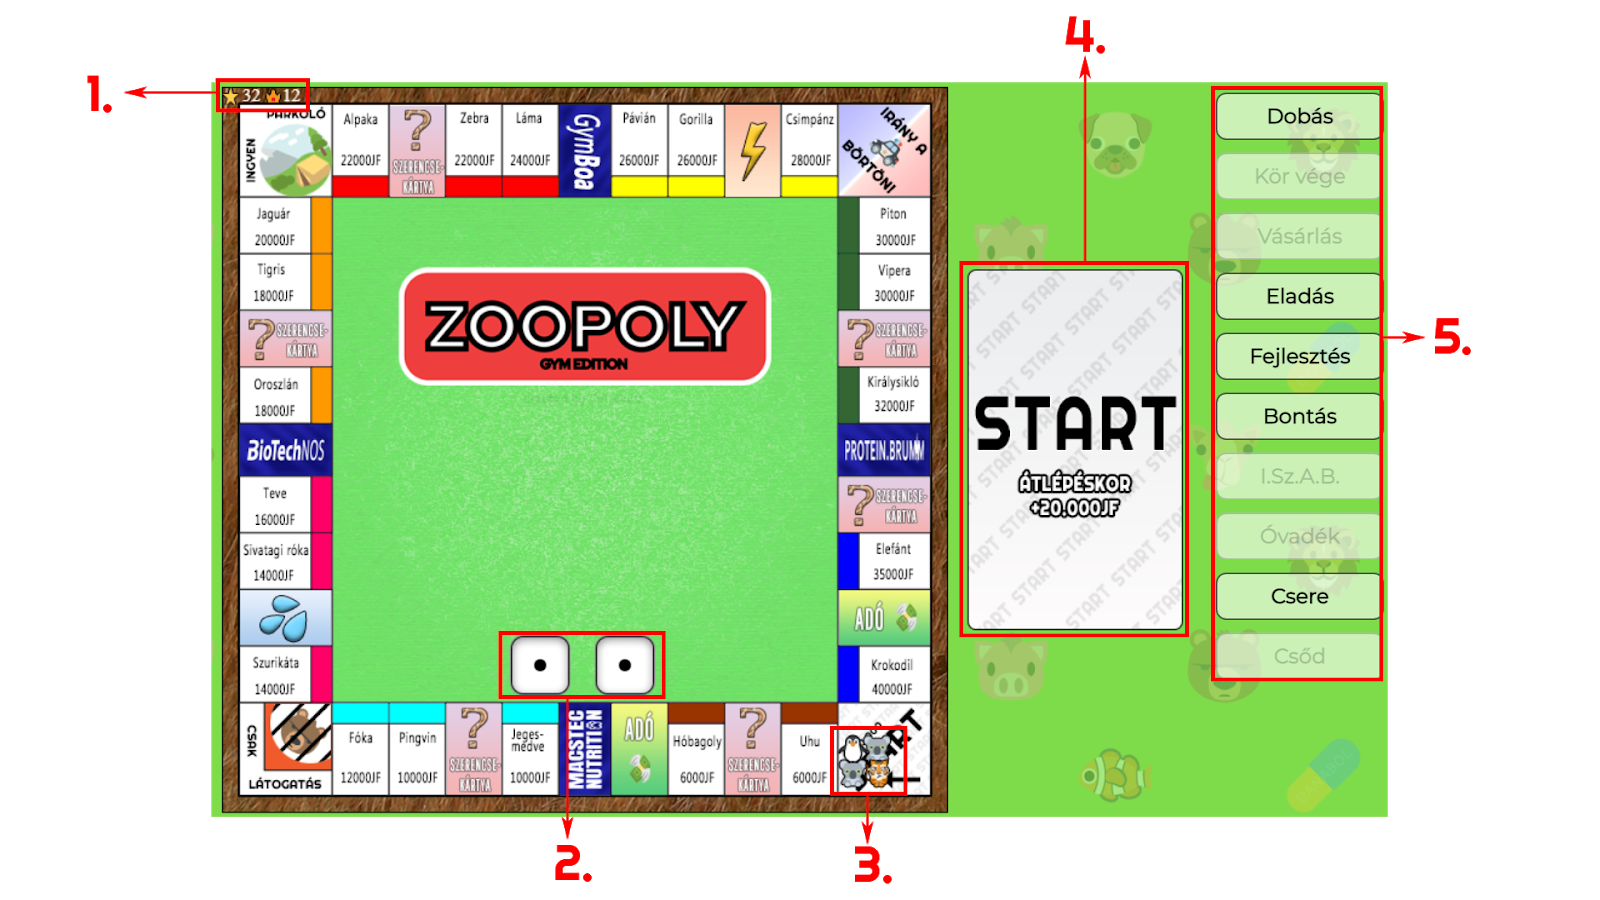 4.
1.
32 12
INGYEN
PARKOLÓ
Alpaka
22000JF
SZERENCSE-
KÁRTYA
Zebra
22000JF
Láma
24000JF
GymBoa
Pávián
26000JF
Gorilla
26000JF
Csimpánz
28000JF
IRÁNY A
BÖRTÖN!
Jaguár
20000JF
Tigris
18000JF
SZERENCSE-
KÁRTYA
Oroszlán
18000JF
BioTechNOS
Teve
16000JF
Sivatagi róka
14000JF
Szurikáta
14000JF
CSAK
LÁTOGATÁS
ZOOPOLY
GYM EDITION
Piton
30000JF
Vipera
30000JF
SZERENCSE-
KÁRTYA
Királysikló
32000JF
PROTEIN.BRUMM
SZERENCSE-
KÁRTYA
Elefánt
35000JF
ADÓ
Krokodil
40000JF
Fóka
12000JF
Pingvin
10000JF
SZERENCSE-
KÁRTYA
Jeges-
medve
10000JF
MACSTEC
NUTRITION
ADÓ
Hóbagoly
6000JF
SZERENCSE-
KÁRTYA
Uhu
6000JF
START
ÁTLÉPÉSKOR
+20.000JF
Dobás
Kör vége
Vásárlás
Eladás
Fejlesztés
Bontás
I.Sz.A.B.
Óvadék
Csere
Csőd
5.
2.
3.